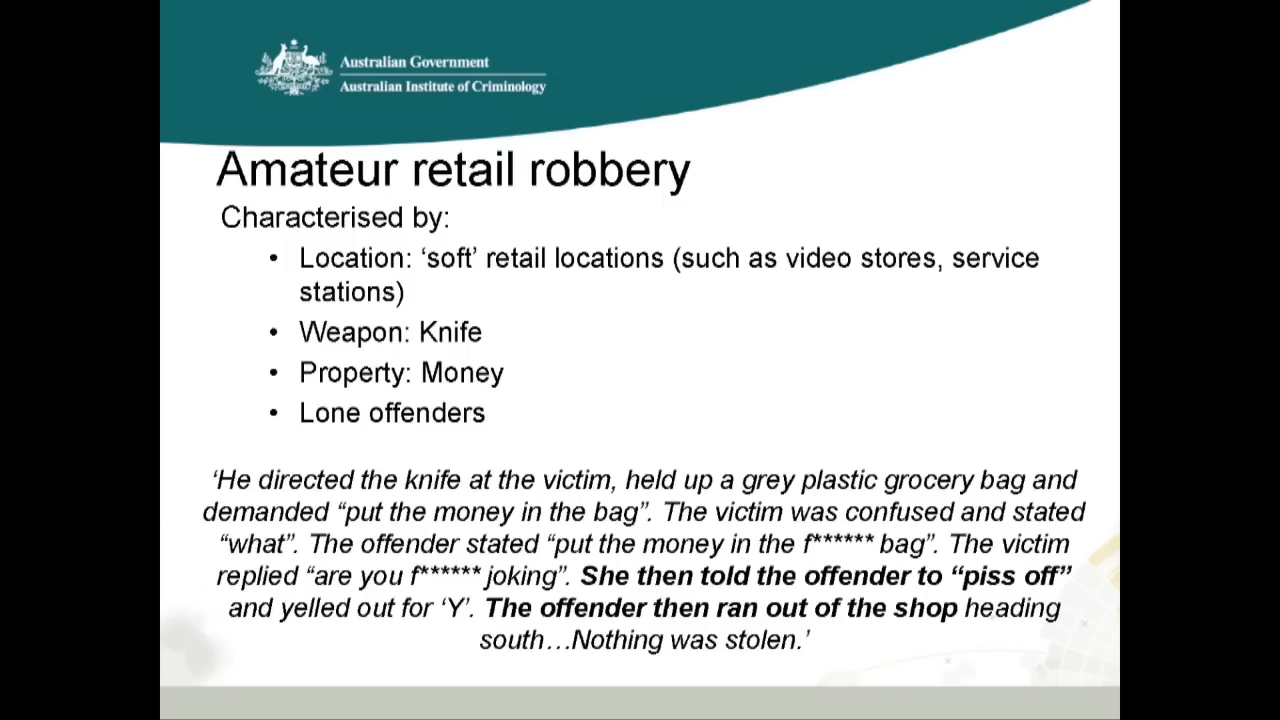 Australian Government
Australian Institute of Criminology
Amateur retail robbery
Characterised by:
• Location: ‘soft’ retail locations (such as video stores, service
stations)
• Weapon: Knife
• Property: Money
• Lone offenders
‘He directed the knife at the victim, held up a grey plastic grocery bag and
demanded “put the money in the bag”. The victim was confused and stated
“what”. The offender stated “put the money in the f****** bag”. The victim
replied “are you f****** joking”. She then told the offender to “piss off”
and yelled out for ‘Y’. The offender then ran out of the shop heading
south…Nothing was stolen.’